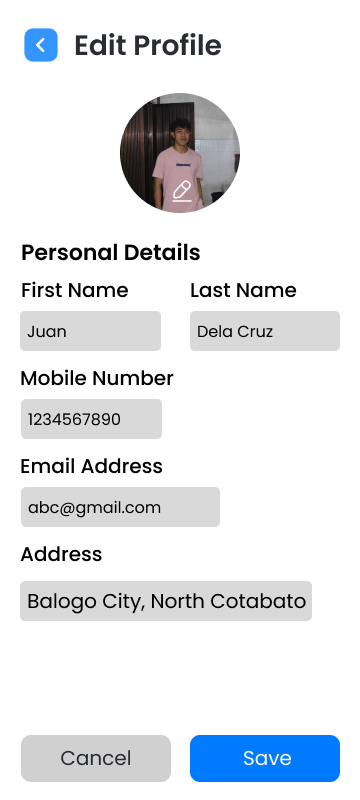 Edit Profile
Personal Details
First Name Last Name
Juan Dela Cruz
Mobile Number
1234567890
Email Address
abc@gmail.com
Address
Balogo City, North Cotabato
Cancel Save